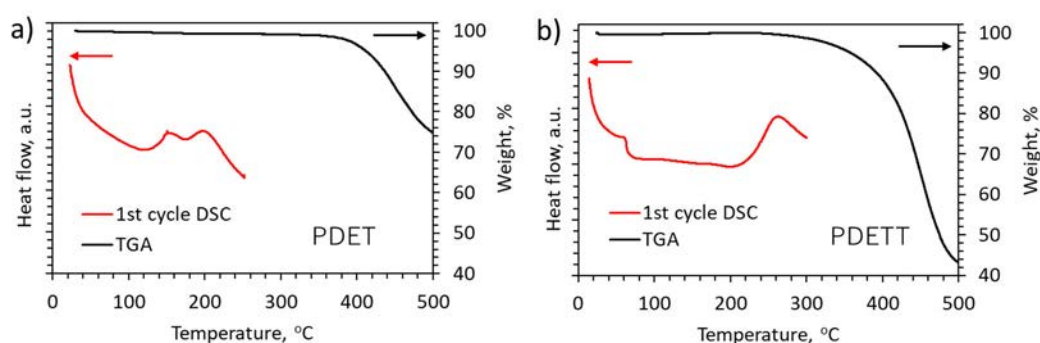 a)
Heat flow, a.u.
1st cycle DSC
TGA
PDET
0 100 200 300 400 500
Temperature, °C
100
90
80
70
60
50
40
Weight, %
b)
Heat flow, a.u.
1st cycle DSC
TGA
PDETT
0 100 200 300 400 500
Temperature, °C
100
90
80
70
60
50
40
Weight, %